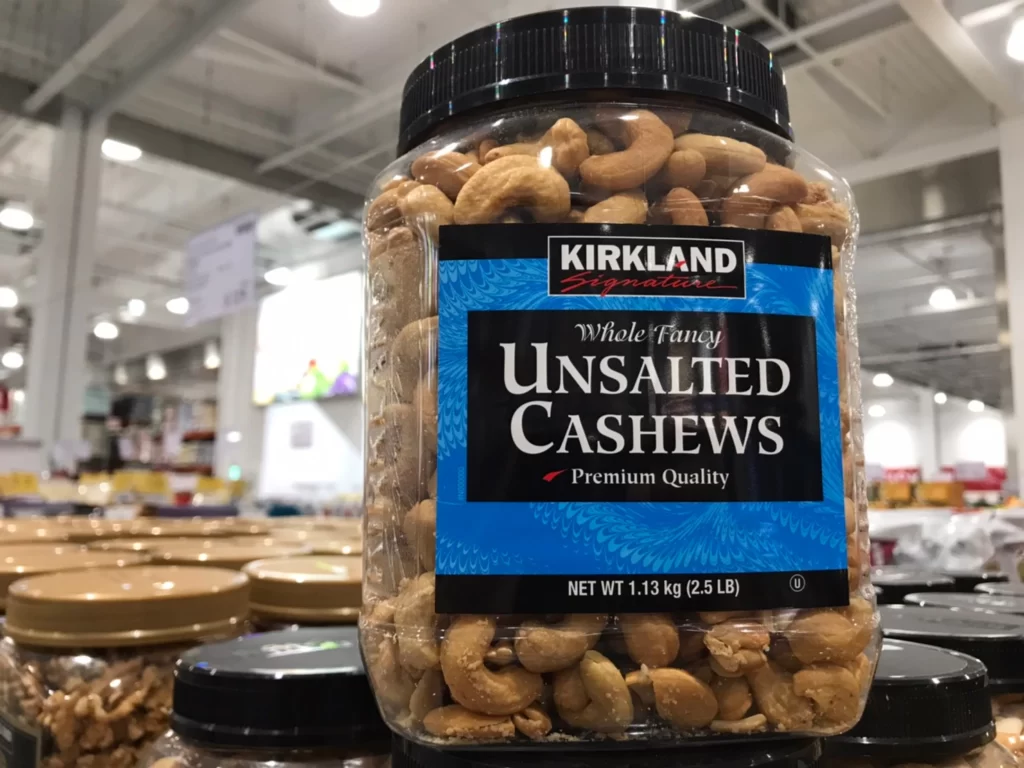 KIRKLAND
Signature
Whole Fancy
UNSALTED
CASHEWS
Premium Quality
NET WT 1.13 kg (2.5 LB)
U